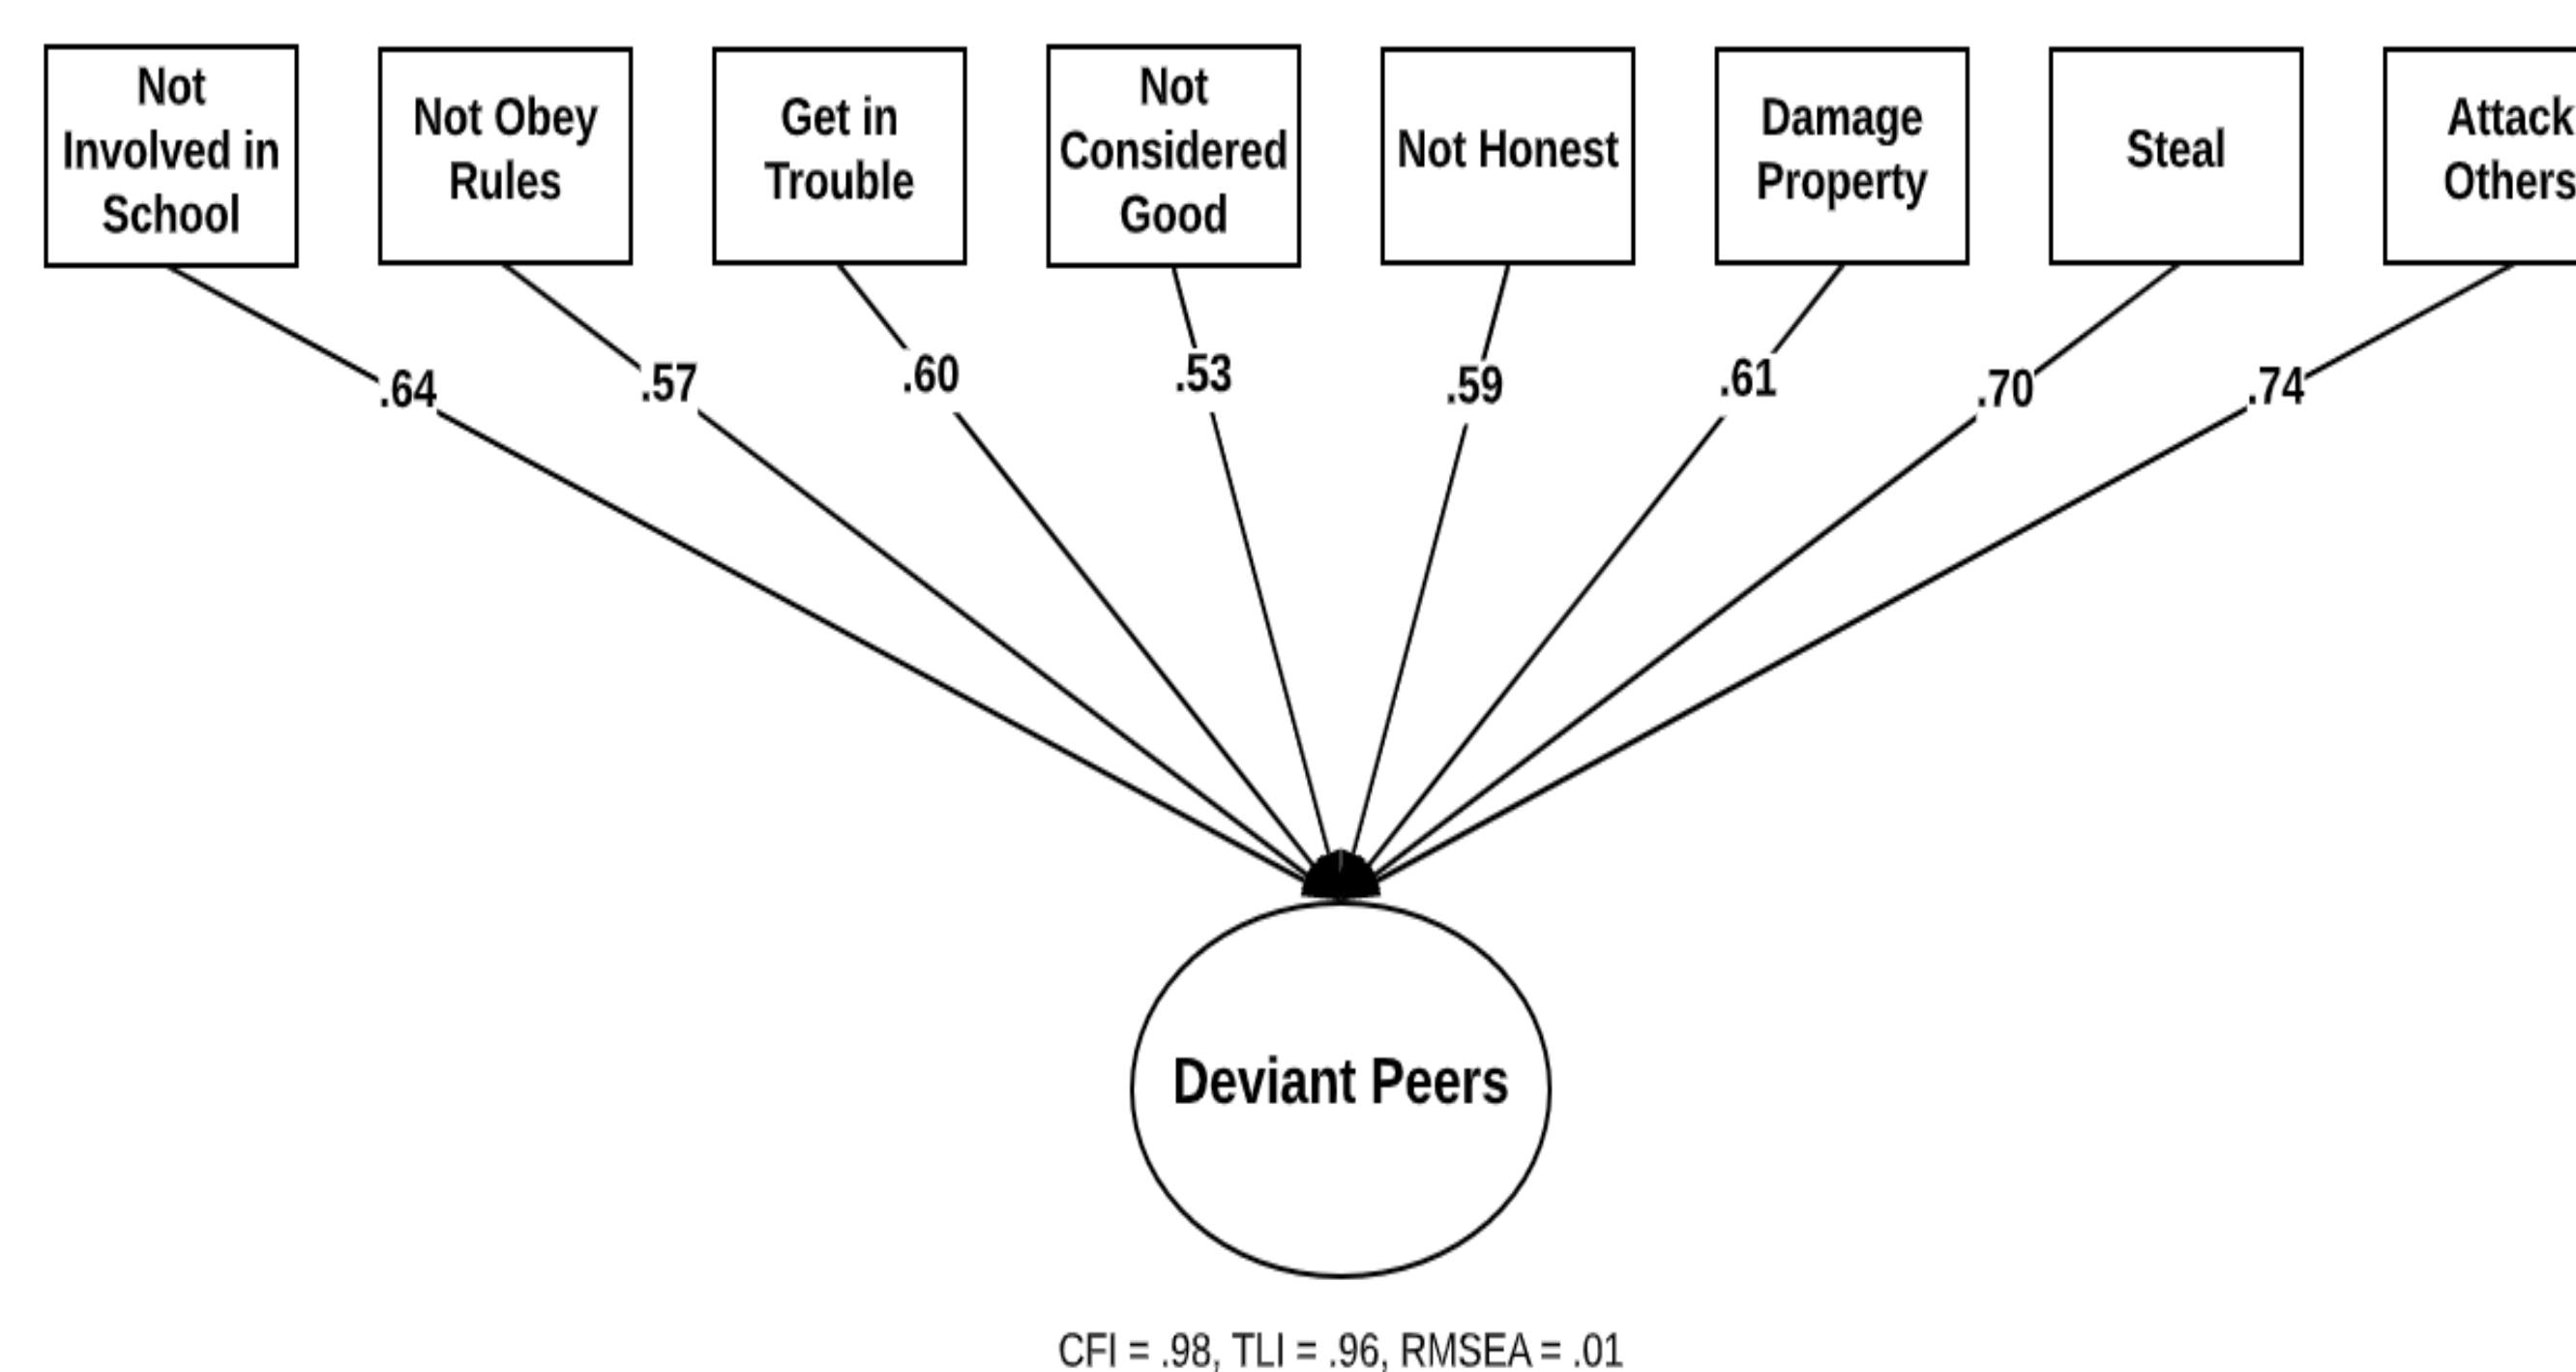 Not
Involved in
School
Not Obey
Rules
Get in
Trouble
Not
Considered
Good
Not Honest
Damage
Property
Steal
Attack
Others
.64
.57
.60
.53
.59
.61
.70
.74
Deviant Peers
CFI = .98, TLI = .96, RMSEA = .01